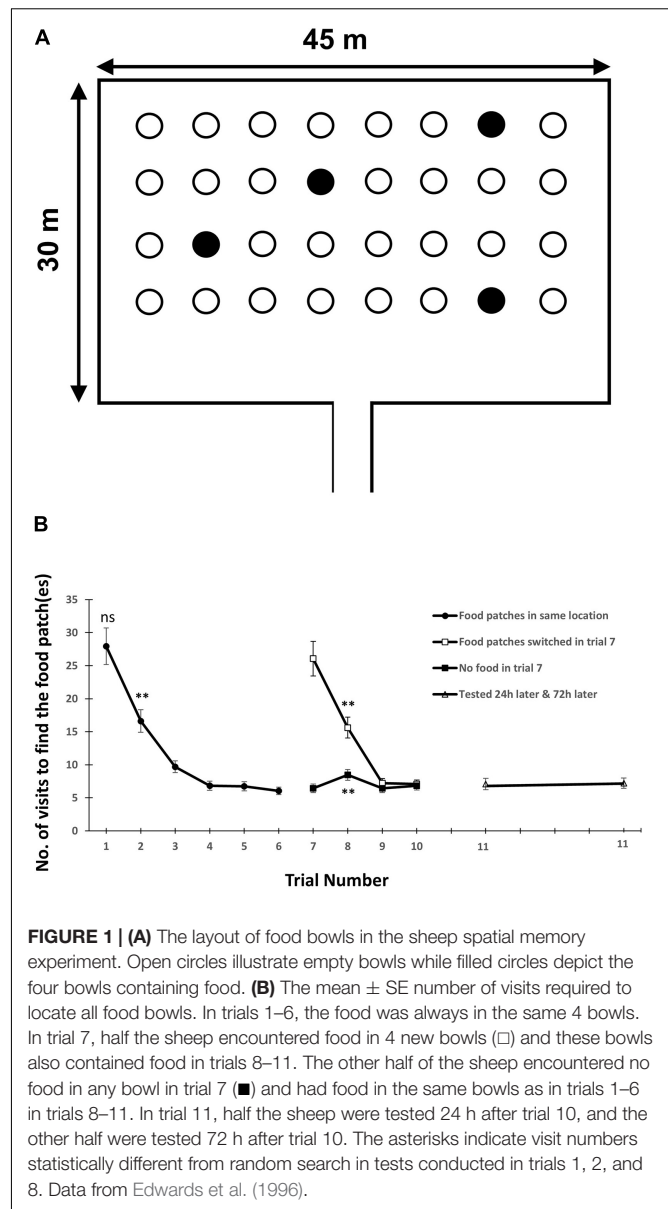 A
45 m
30 m
B
No. of visits to find the food patch(es)
35
30
25
20
15
10
5
0
ns
**
**
**
Food patches in same location
Food patches switched in trial 7
No food in trial 7
Tested 24h later & 72h later
1 2 3 4 5 6 7 8 9 10 11 11
Trial Number
FIGURE 1 | (A) The layout of food bowls in the sheep spatial memory
experiment. Open circles illustrate empty bowls while filled circles depict the
four bowls containing food. (B) The mean ± SE number of visits required to
locate all food bowls. In trials 1–6, the food was always in the same 4 bowls.
In trial 7, half the sheep encountered food in 4 new bowls (□) and these bowls
also contained food in trials 8–11. The other half of the sheep encountered no
food in any bowl in trial 7 (■) and had food in the same bowls as in trials 1–6
in trials 8–11. In trial 11, half the sheep were tested 24 h after trial 10, and the
other half were tested 72 h after trial 10. The asterisks indicate visit numbers
statistically different from random search in tests conducted in trials 1, 2, and
8. Data from Edwards et al. (1996).